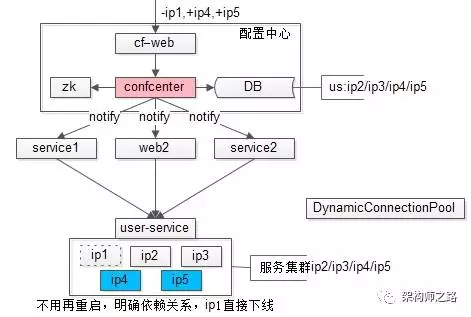 -ip1,+ip4,+ip5
配置中心
cf-web
zk
confcenter
DB
us:ip2/ip3/ip4/ip5
notify
notify
notify
service1
web2
service2
DynamicConnectionPool
user-service
ip1
ip2
ip3
ip4
ip5
服务集群ip2/ip3/ip4/ip5
不用再重启，明确依赖关系，ip1直接下线
架构师之路